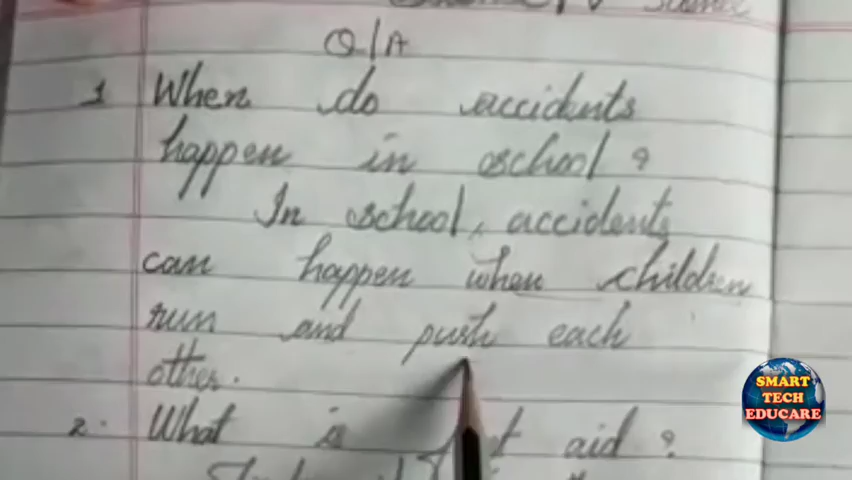 Science
Q/A
1 When do accidents
happen in school?
In school, accidents
can happen when children
run and push each
other.
2. What is aid?
SMART
TECH
EDUCARE